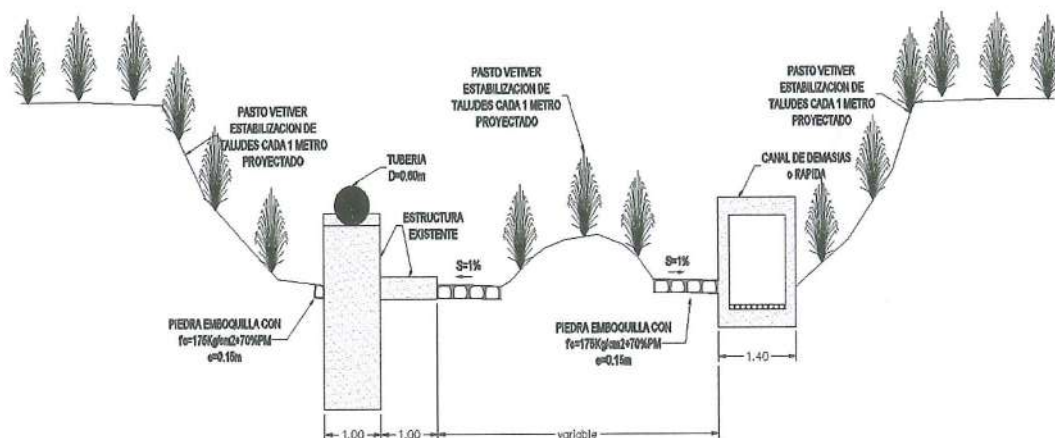 PASTO VETIVER
ESTABILIZACION DE
TALUDES CADA 1 METRO
PROYECTADO
TUBERIA
D=0,60m
ESTRUCTURA
EXISTENTE
S=1%
PIEDRA EMBOQUILLA CON
fc=175Kg/cm2+70%PM
e=0.15m
PASTO VETIVER
ESTABILIZACION DE
TALUDES CADA 1 METRO
PROYECTADO
S=1%
PIEDRA EMBOQUILLA CON
fc=175Kg/cm2+70%PM
e=0.15m
PASTO VETIVER
ESTABILIZACION DE
TALUDES CADA 1 METRO
PROYECTADO
CANAL DE DEMASIAS
o RAPIDA
1.40
1.00
1.00
variable